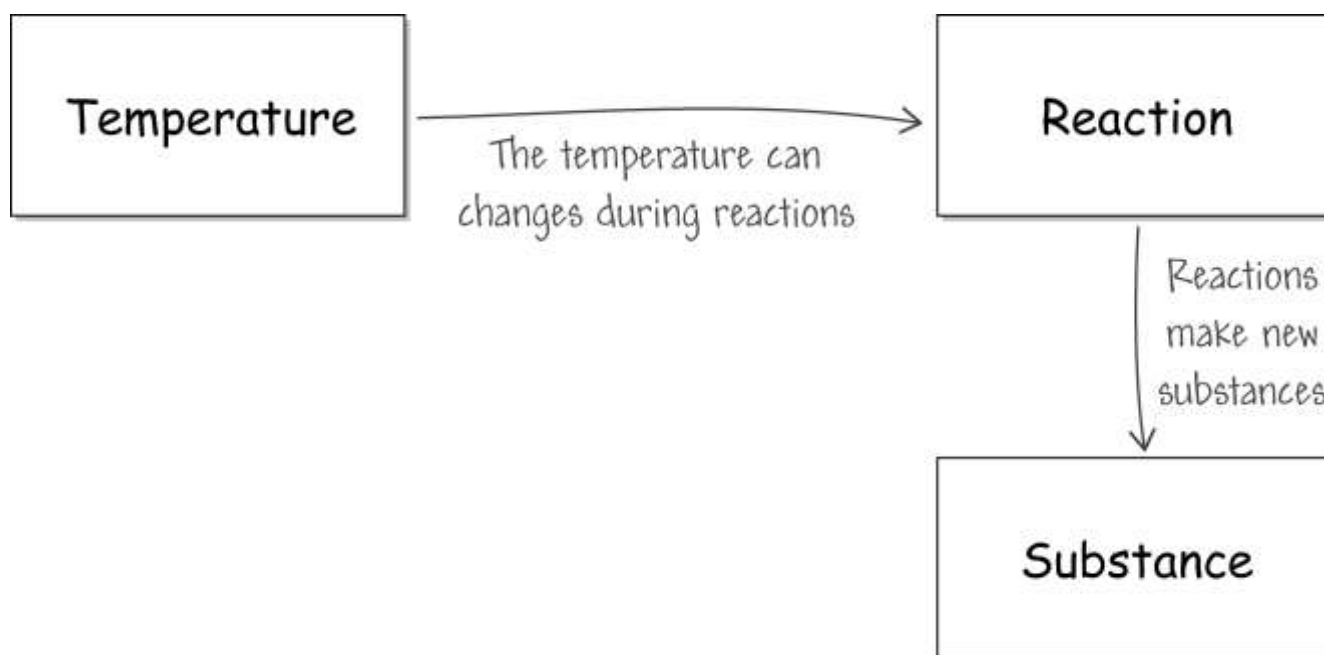 Temperature
The temperature can
changes during reactions
Reaction
Reactions
make new
substances
Substance